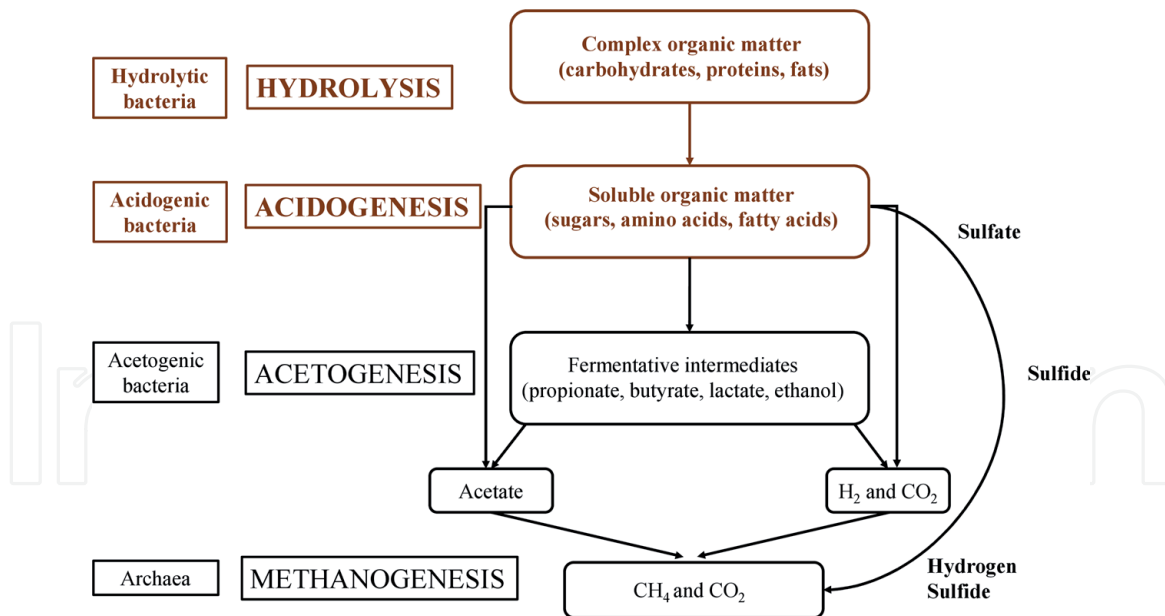 Complex organic matter
(carbohydrates, proteins, fats)
Hydrolytic
bacteria
HYDROLYSIS
Soluble organic matter
(sugars, amino acids, fatty acids)
Acidogenic
bacteria
ACIDOGENESIS
Sulfate
Acetogenic
bacteria
ACETOGENESIS
Fermentative intermediates
(propionate, butyrate, lactate, ethanol)
Sulfide
Acetate
H₂ and CO₂
Archaea
METHANOGENESIS
CH₄ and CO₂
Hydrogen
Sulfide